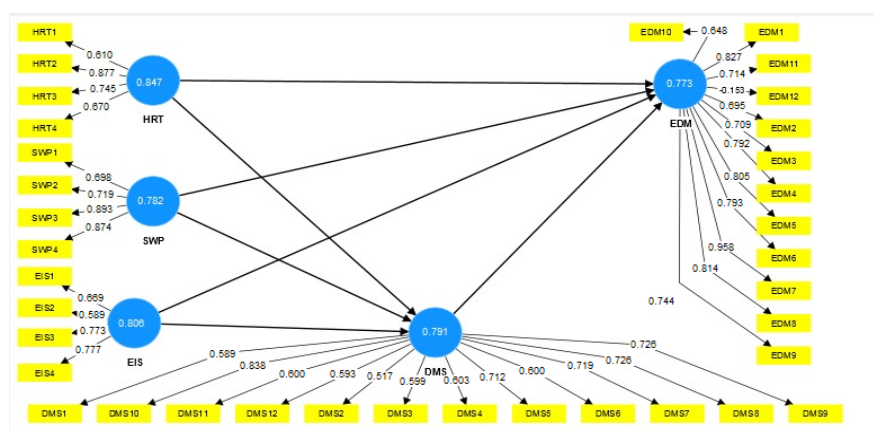 HRT1
HRT2
HRT3
HRT4
0.610
0.877
0.745
0.670
0.847
HRT
SWP1
SWP2
SWP3
SWP4
0.698
0.719
0.893
0.874
0.782
SWP
EIS1
EIS2
EIS3
EIS4
0.669
0.589
0.773
0.777
0.806
EIS
EDM10
0.648
EDM1
0.827
EDM11
0.714
EDM12
-0.153
0.695
EDM2
0.709
EDM3
0.792
EDM4
0.805
EDM5
0.793
EDM6
0.958
EDM7
0.814
EDM8
0.744
EDM9
0.773
EDM
0.791
DMS
0.589
0.838
0.600
0.593
0.517
0.599
0.603
0.712
0.600
0.719
0.726
0.726
DMS1
DMS10
DMS11
DMS12
DMS2
DMS3
DMS4
DMS5
DMS6
DMS7
DMS8
DMS9